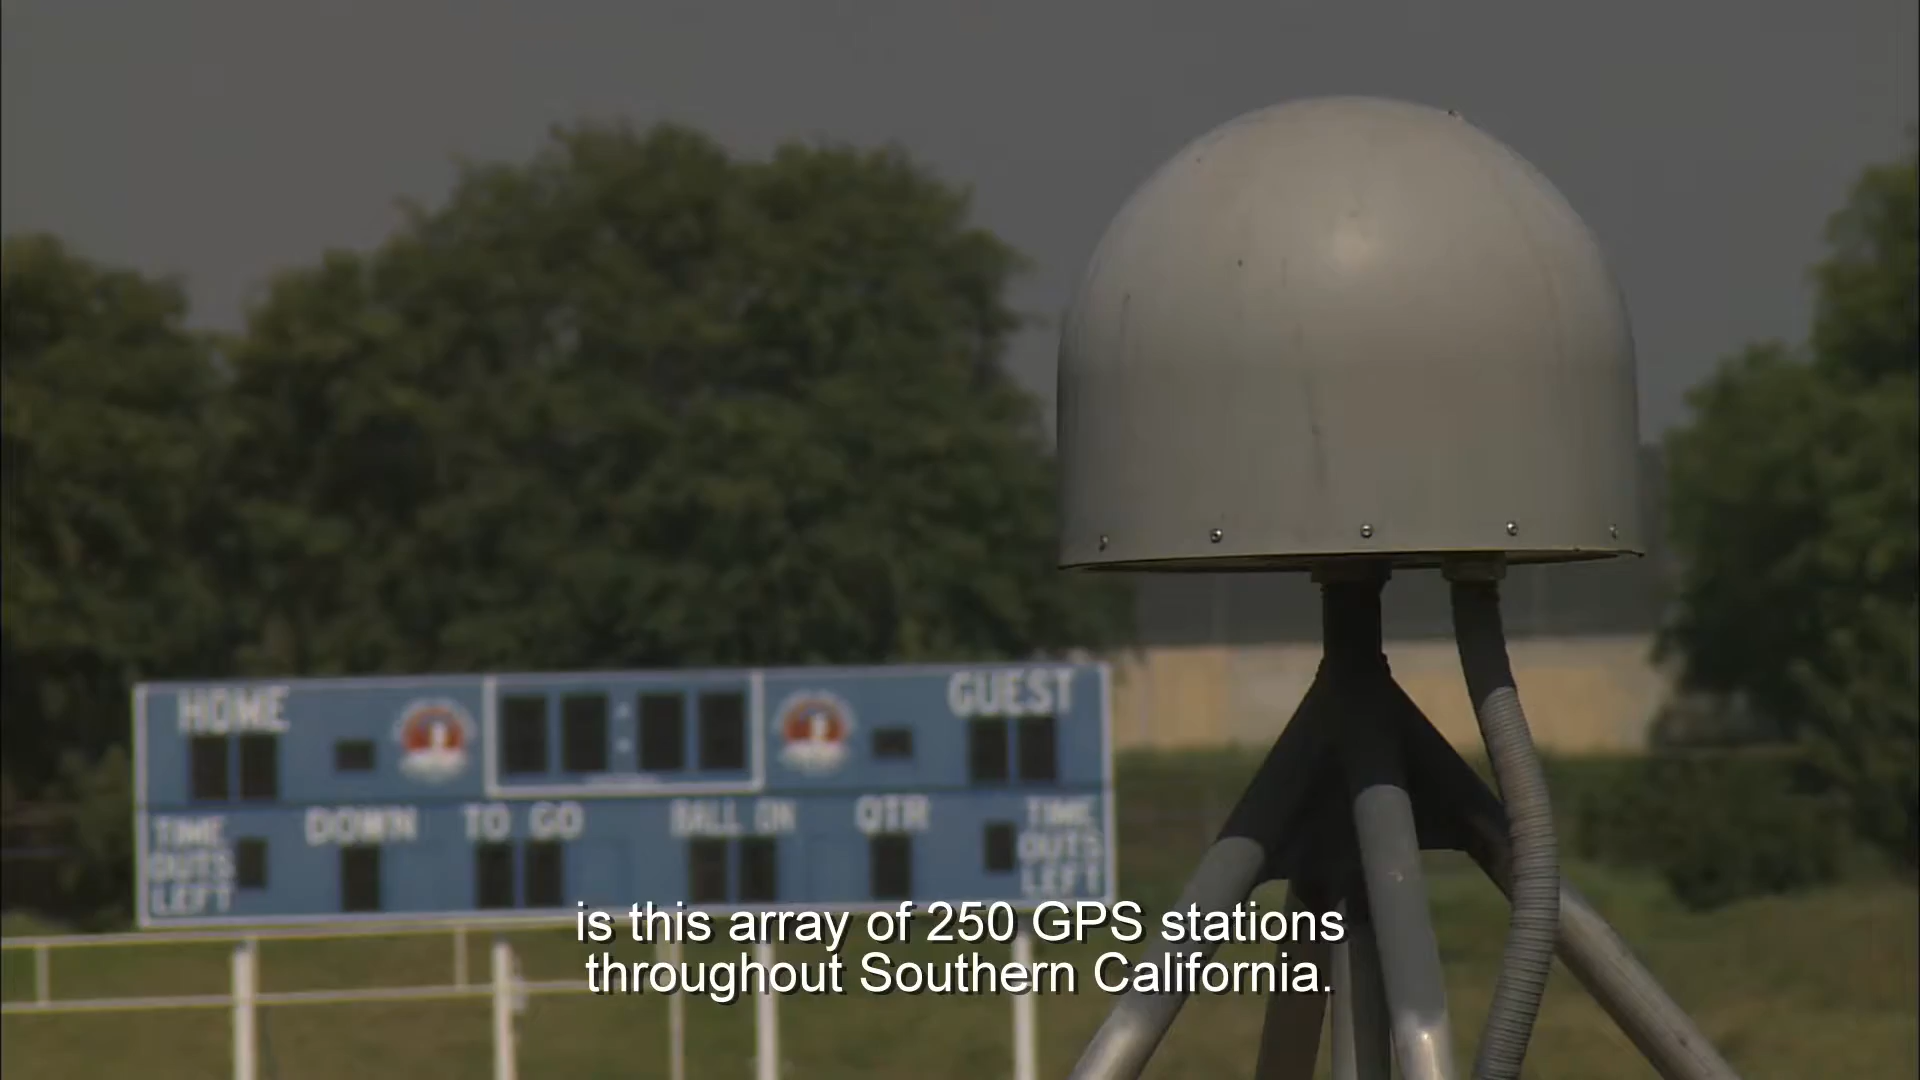 HOME
GUEST
DOWN
TO GO
BALL ON
QTR
TIME
OUTS
LEFT
TIME
OUTS
LEFT
is this array of 250 GPS stations
throughout Southern California.